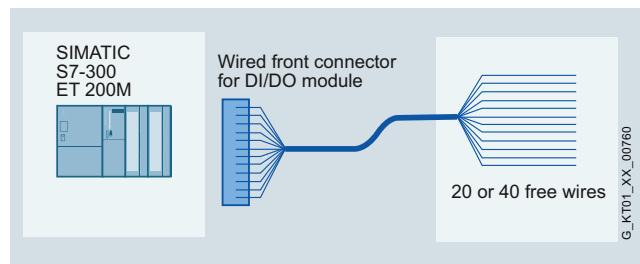 SIMATIC
S7-300
ET 200M
Wired front connector
for DI/DO module
20 or 40 free wires
G_KT01_XX_00760